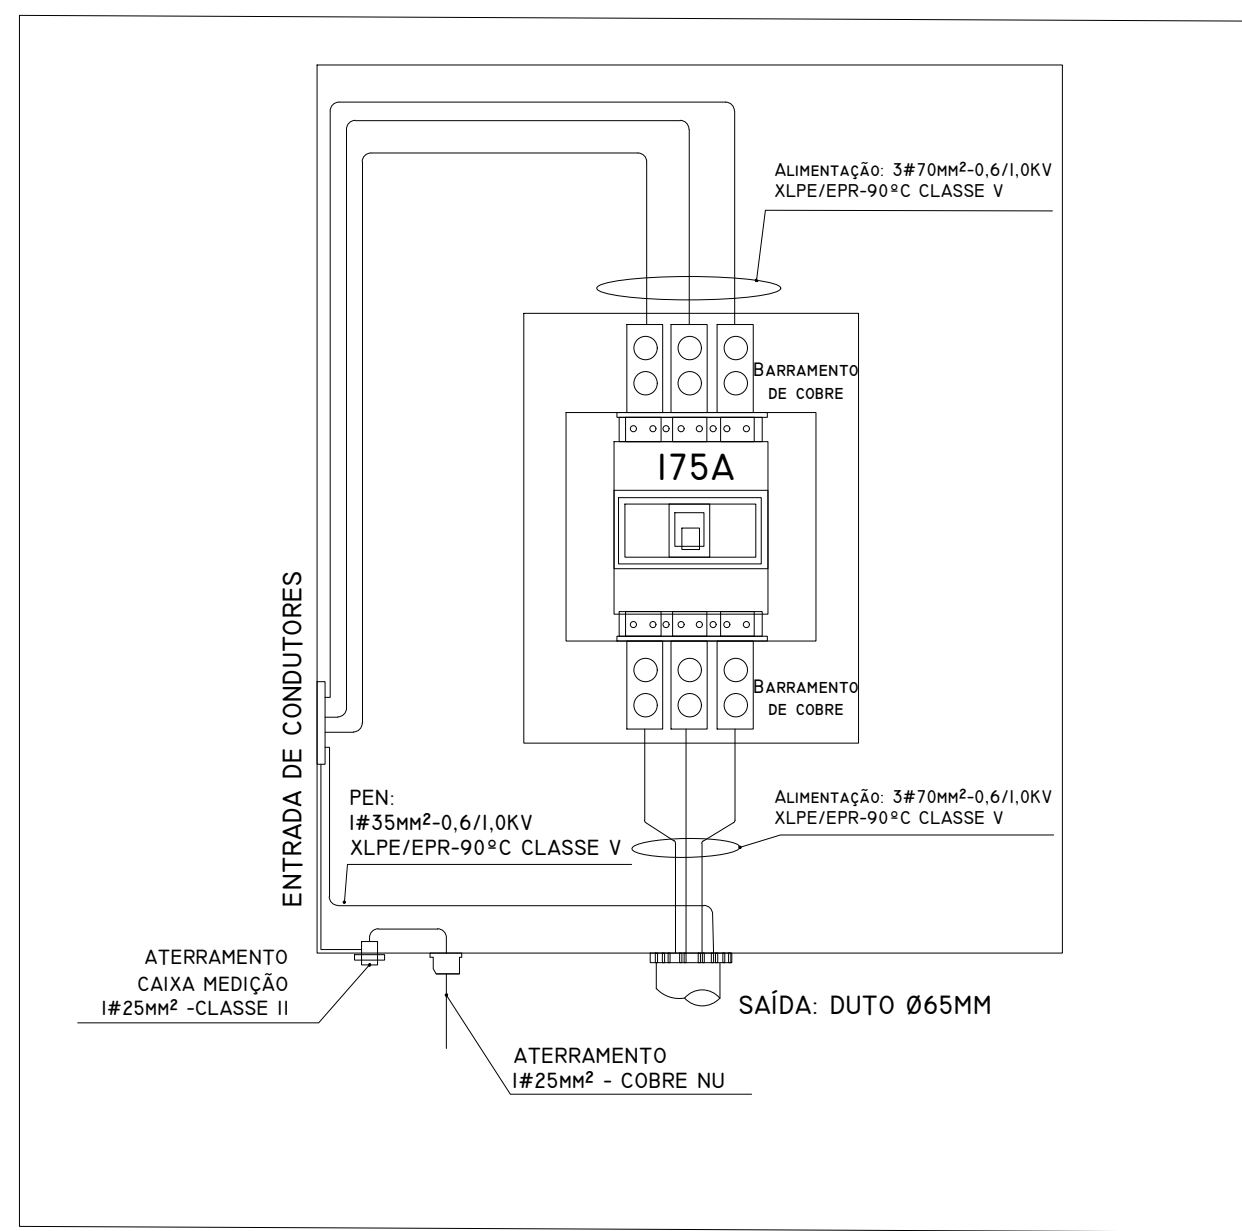 ALIMENTAÇÃO: 3#70MM²-0,6/1,0KV
XLPE/EPR-90ºC CLASSE V
BARRAMENTO
DE COBRE
175A
ENTRADA DE CONDUTORES
BARRAMENTO
DE COBRE
PEN:
1#35MM²-0,6/1,0KV
XLPE/EPR-90ºC CLASSE V
ALIMENTAÇÃO: 3#70MM²-0,6/1,0KV
XLPE/EPR-90ºC CLASSE V
ATERRAMENTO
CAIXA MEDIÇÃO
1#25MM² -CLASSE II
SAÍDA: DUTO Ø65MM
ATERRAMENTO
1#25MM² - COBRE NU